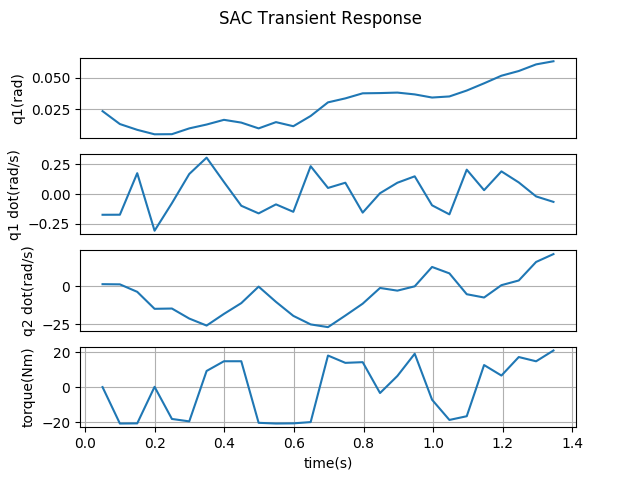 SAC Transient Response
q1(rad)
0.050
0.025
q1 dot(rad/s)
0.25
0.00
−0.25
q2 dot(rad/s)
0
−25
torque(Nm)
20
0
−20
0.0 0.2 0.4 0.6 0.8 1.0 1.2 1.4
time(s)